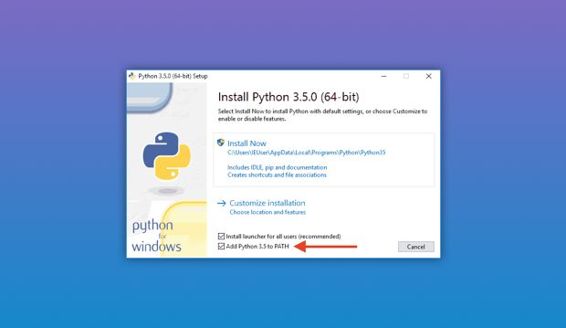 Python 3.5.0 (64-bit) Setup
Install Python 3.5.0 (64-bit)
Select Install Now to install Python with default settings, or choose Customize to
enable or disable features.
Install Now
C:\Users\IEUser\AppData\Local\Programs\Python\Python35
Includes IDLE, pip and documentation
Creates shortcuts and file associations
Customize installation
Choose location and features
python
for
windows
Install launcher for all users (recommended)
Add Python 3.5 to PATH
Cancel